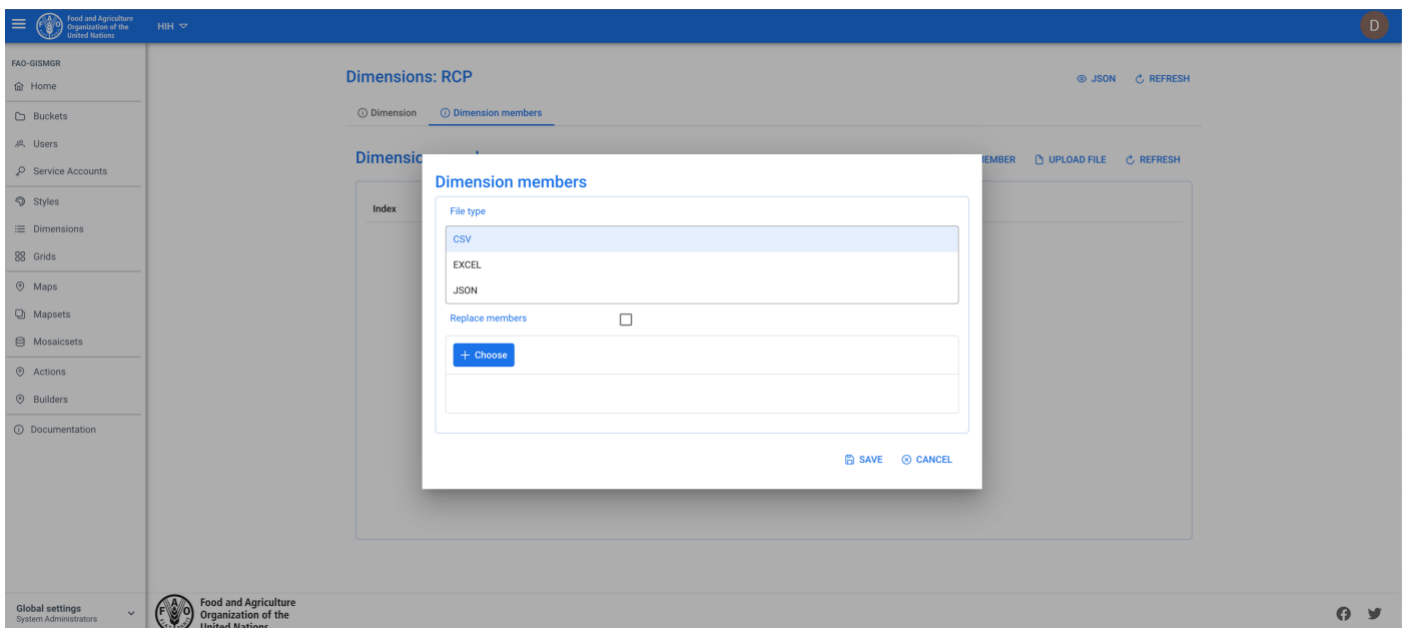 Food and Agriculture
Organization of the
United Nations
HIH
D
FAO-GISMGR
Home
Buckets
Users
Service Accounts
Styles
Dimensions
Grids
Maps
Mapsets
Mosaicsets
Actions
Builders
Documentation
Global settings
System Administrators
Dimensions: RCP
JSON
REFRESH
Dimension
Dimension members
UPLOAD FILE
REFRESH
Index
Dimension members
File type
CSV
EXCEL
JSON
Replace members
+ Choose
SAVE
CANCEL
Food and Agriculture
Organization of the
United Nations